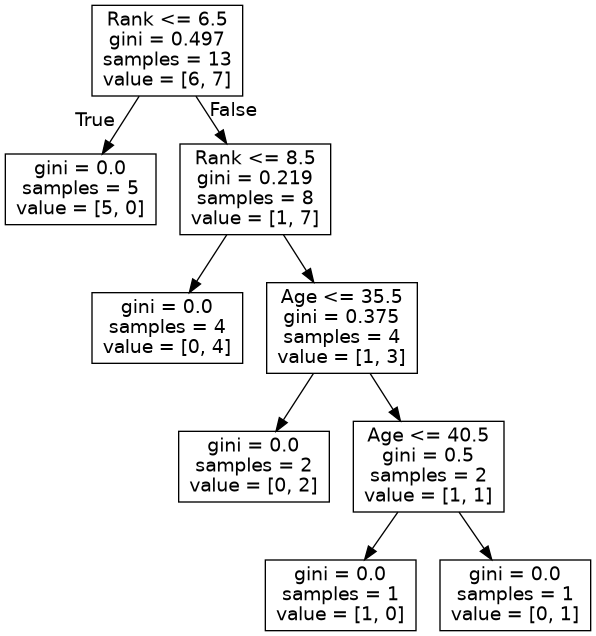 Rank <= 6.5
gini = 0.497
samples = 13
value = [6, 7]
True
False
gini = 0.0
samples = 5
value = [5, 0]
Rank <= 8.5
gini = 0.219
samples = 8
value = [1, 7]
gini = 0.0
samples = 4
value = [0, 4]
Age <= 35.5
gini = 0.375
samples = 4
value = [1, 3]
gini = 0.0
samples = 2
value = [0, 2]
Age <= 40.5
gini = 0.5
samples = 2
value = [1, 1]
gini = 0.0
samples = 1
value = [1, 0]
gini = 0.0
samples = 1
value = [0, 1]